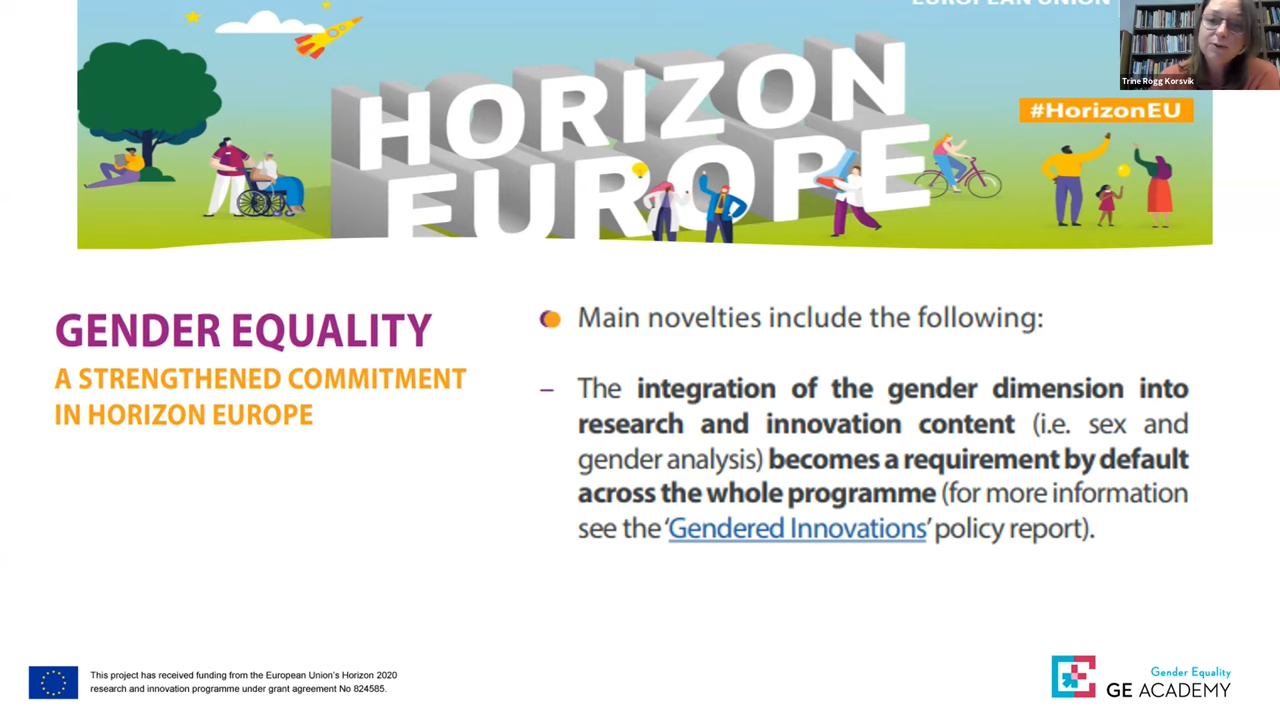 EUROPEAN UNION
Trine Rogg Korsvik
HORIZON
EUROPE
#HorizonEU
GENDER EQUALITY
A STRENGTHENED COMMITMENT
IN HORIZON EUROPE
Main novelties include the following:
– The integration of the gender dimension into
research and innovation content (i.e. sex and
gender analysis) becomes a requirement by default
across the whole programme (for more information
see the ‘Gendered Innovations’ policy report).
This project has received funding from the European Union’s Horizon 2020
research and innovation programme under grant agreement No 824585.
Gender Equality
GE ACADEMY